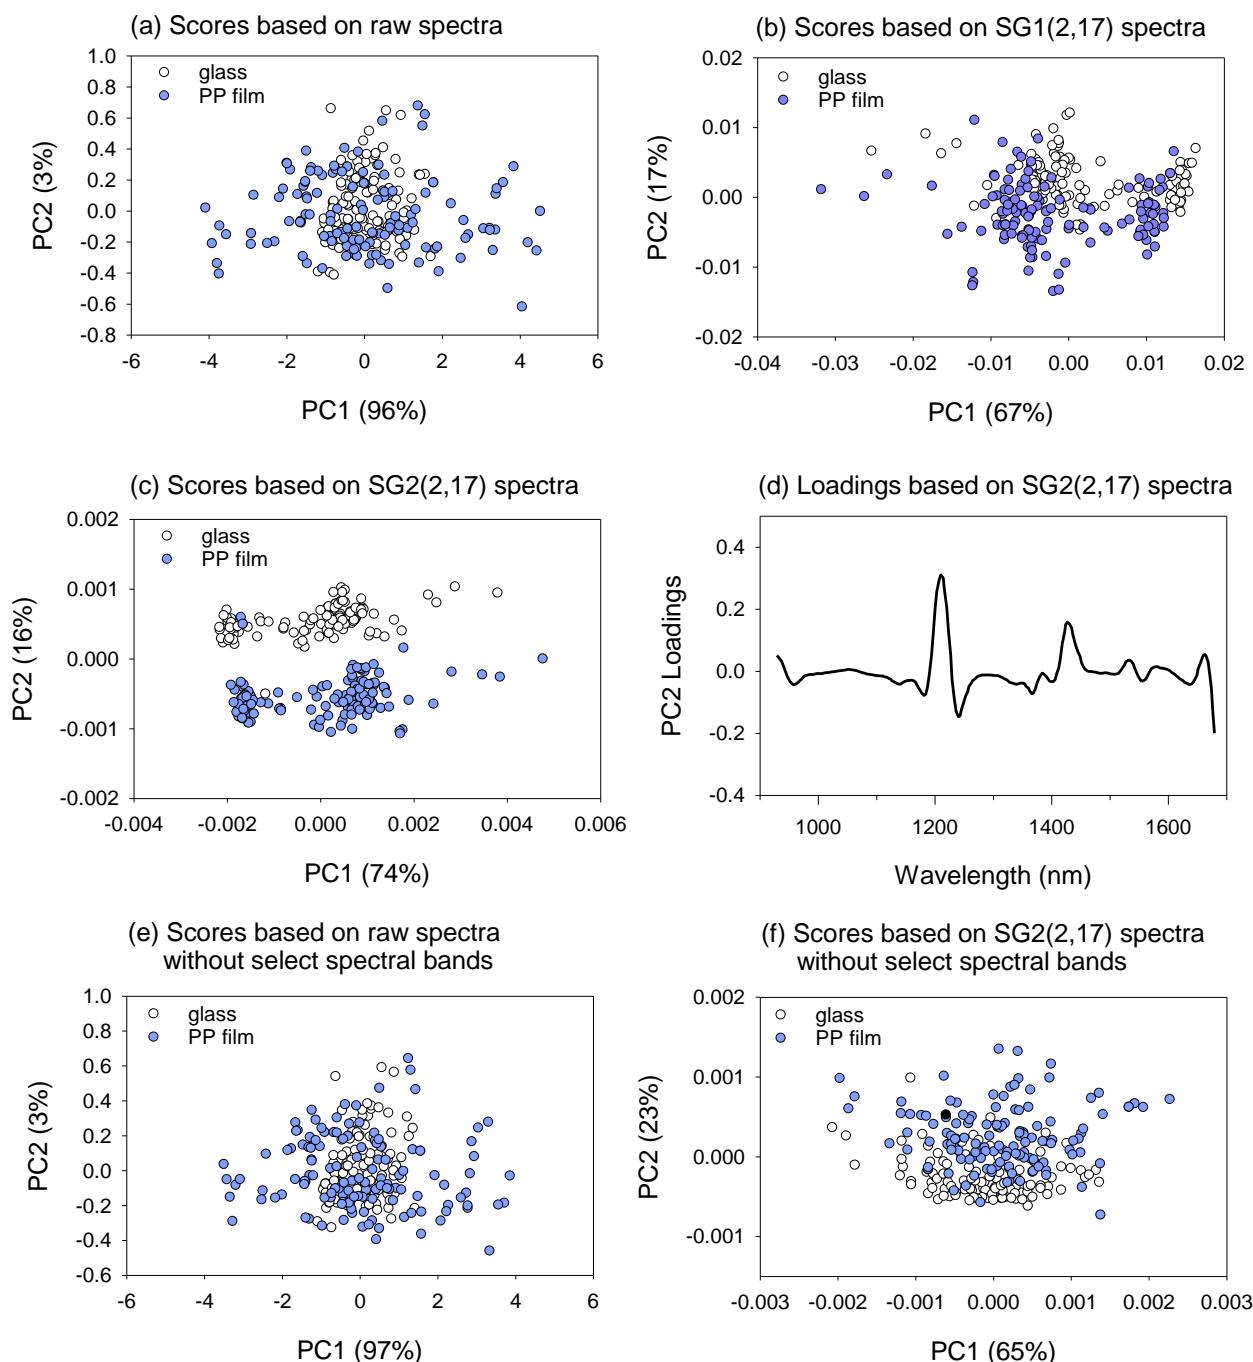 (a) Scores based on raw spectra
1.0
0.8
0.6
0.4
0.2
0.0
-0.2
-0.4
-0.6
-0.8
PC2 (3%)
glass
PP film
-6 -4 -2 0 2 4 6
PC1 (96%)
(b) Scores based on SG1(2,17) spectra
0.02
0.01
0.00
-0.01
-0.02
PC2 (17%)
glass
PP film
-0.04 -0.03 -0.02 -0.01 0.00 0.01 0.02
PC1 (67%)
(c) Scores based on SG2(2,17) spectra
0.002
0.001
0.000
-0.001
-0.002
PC2 (16%)
glass
PP film
-0.004 -0.002 0.000 0.002 0.004 0.006
PC1 (74%)
(d) Loadings based on SG2(2,17) spectra
0.4
0.2
0.0
-0.2
-0.4
PC2 Loadings
1000 1200 1400 1600
Wavelength (nm)
(e) Scores based on raw spectra
without select spectral bands
1.0
0.8
0.6
0.4
0.2
0.0
-0.2
-0.4
-0.6
PC2 (3%)
glass
PP film
-6 -4 -2 0 2 4 6
PC1 (97%)
(f) Scores based on SG2(2,17) spectra
without select spectral bands
0.002
0.001
0.000
-0.001
PC2 (23%)
glass
PP film
-0.003 -0.002 -0.001 0.000 0.001 0.002 0.003
PC1 (65%)